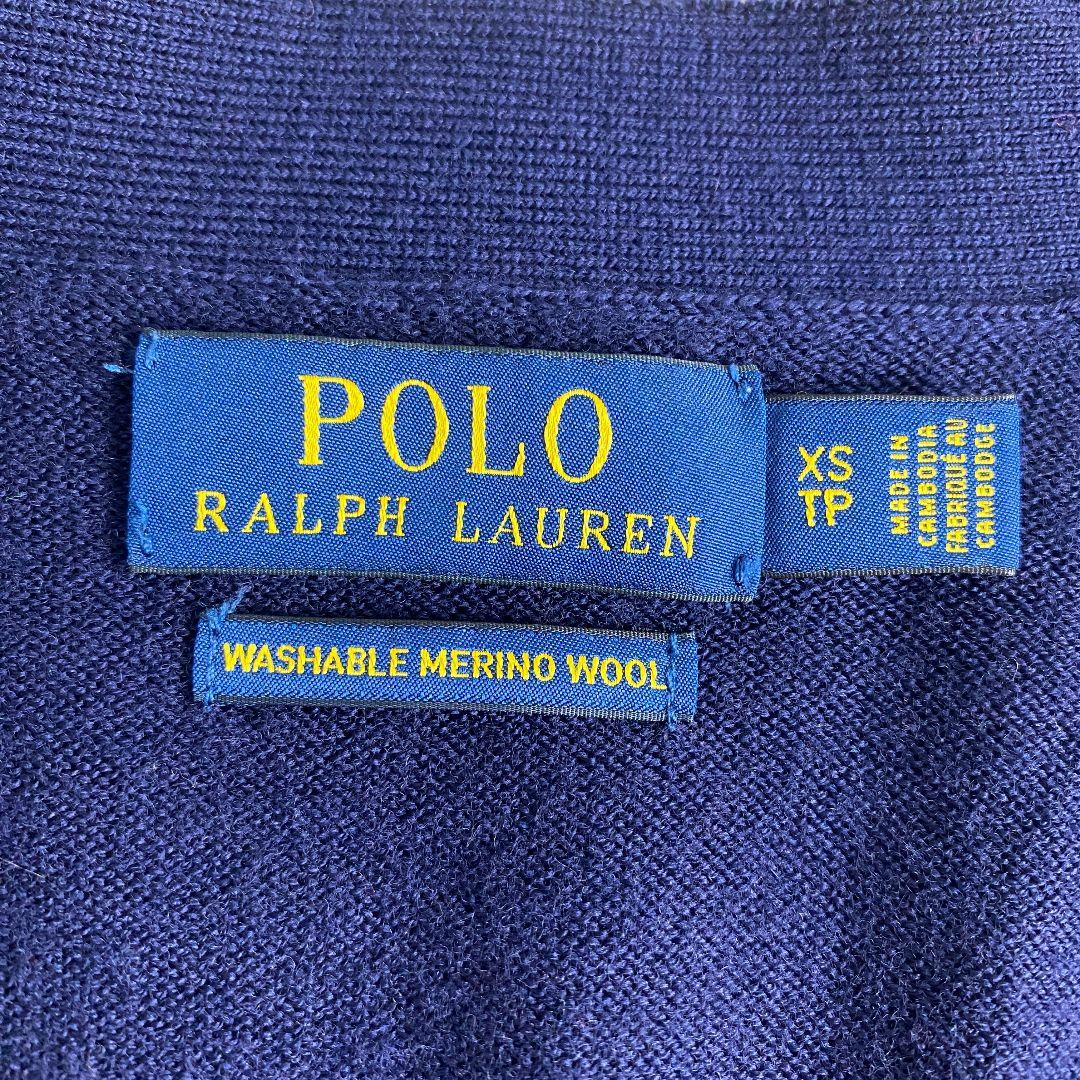 POLO
RALPH LAUREN
XS
TP
MADE IN
CAMBODIA
FABRIQUÉ AU
CAMBODGE
WASHABLE MERINO WOOL